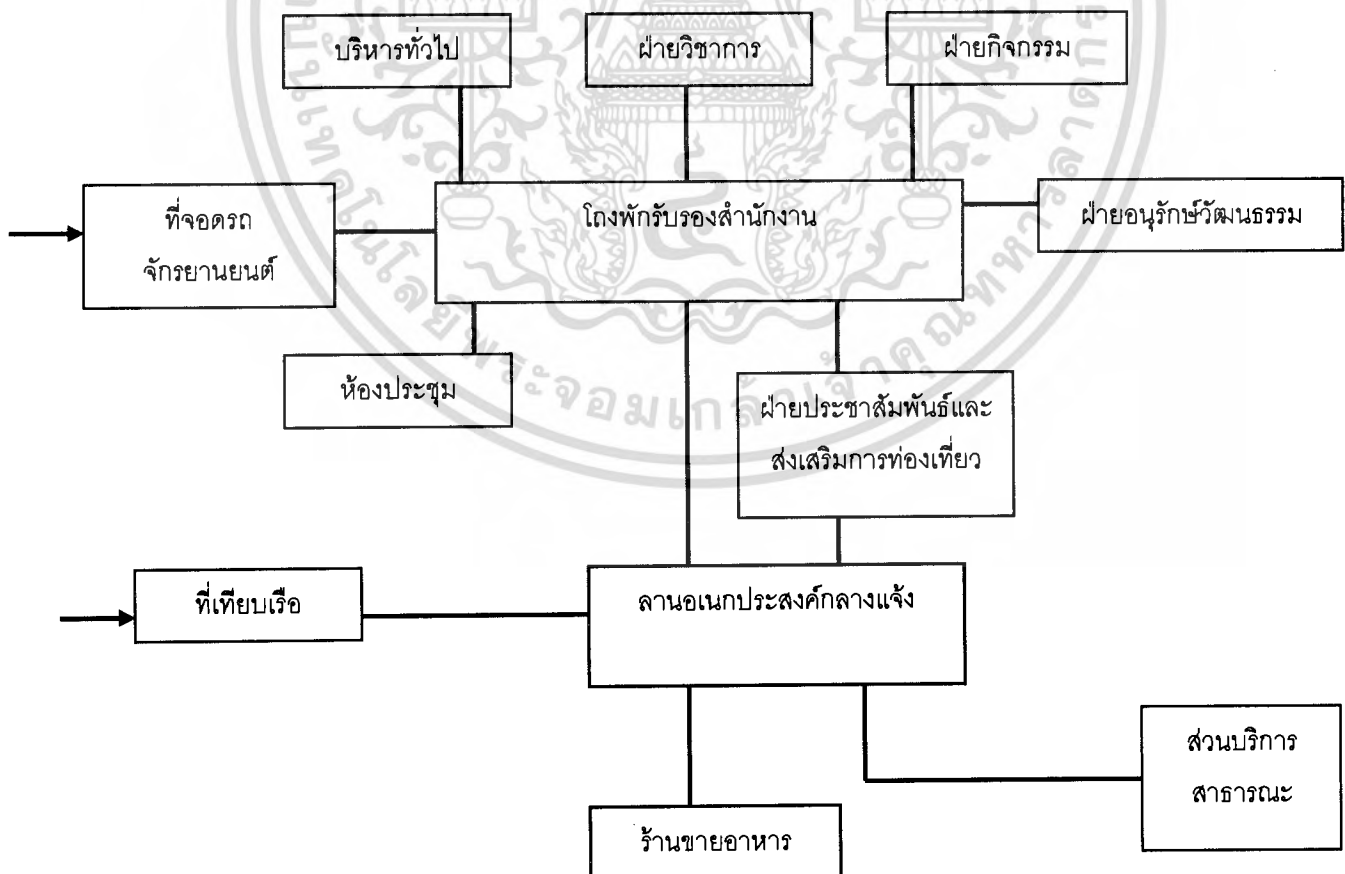 บริหารทั่วไป
ฝ่ายวิชาการ
ฝ่ายกิจกรรม
ที่จอดรถ
จักรยานยนต์
โถงพักรับรองสำนักงาน
ฝ่ายอนุรักษ์วัฒนธรรม
ห้องประชุม
ฝ่ายประชาสัมพันธ์และ
ส่งเสริมการท่องเที่ยว
ที่เทียบเรือ
ลานอเนกประสงค์กลางแจ้ง
ส่วนบริการ
สาธารณะ
ร้านขายอาหาร